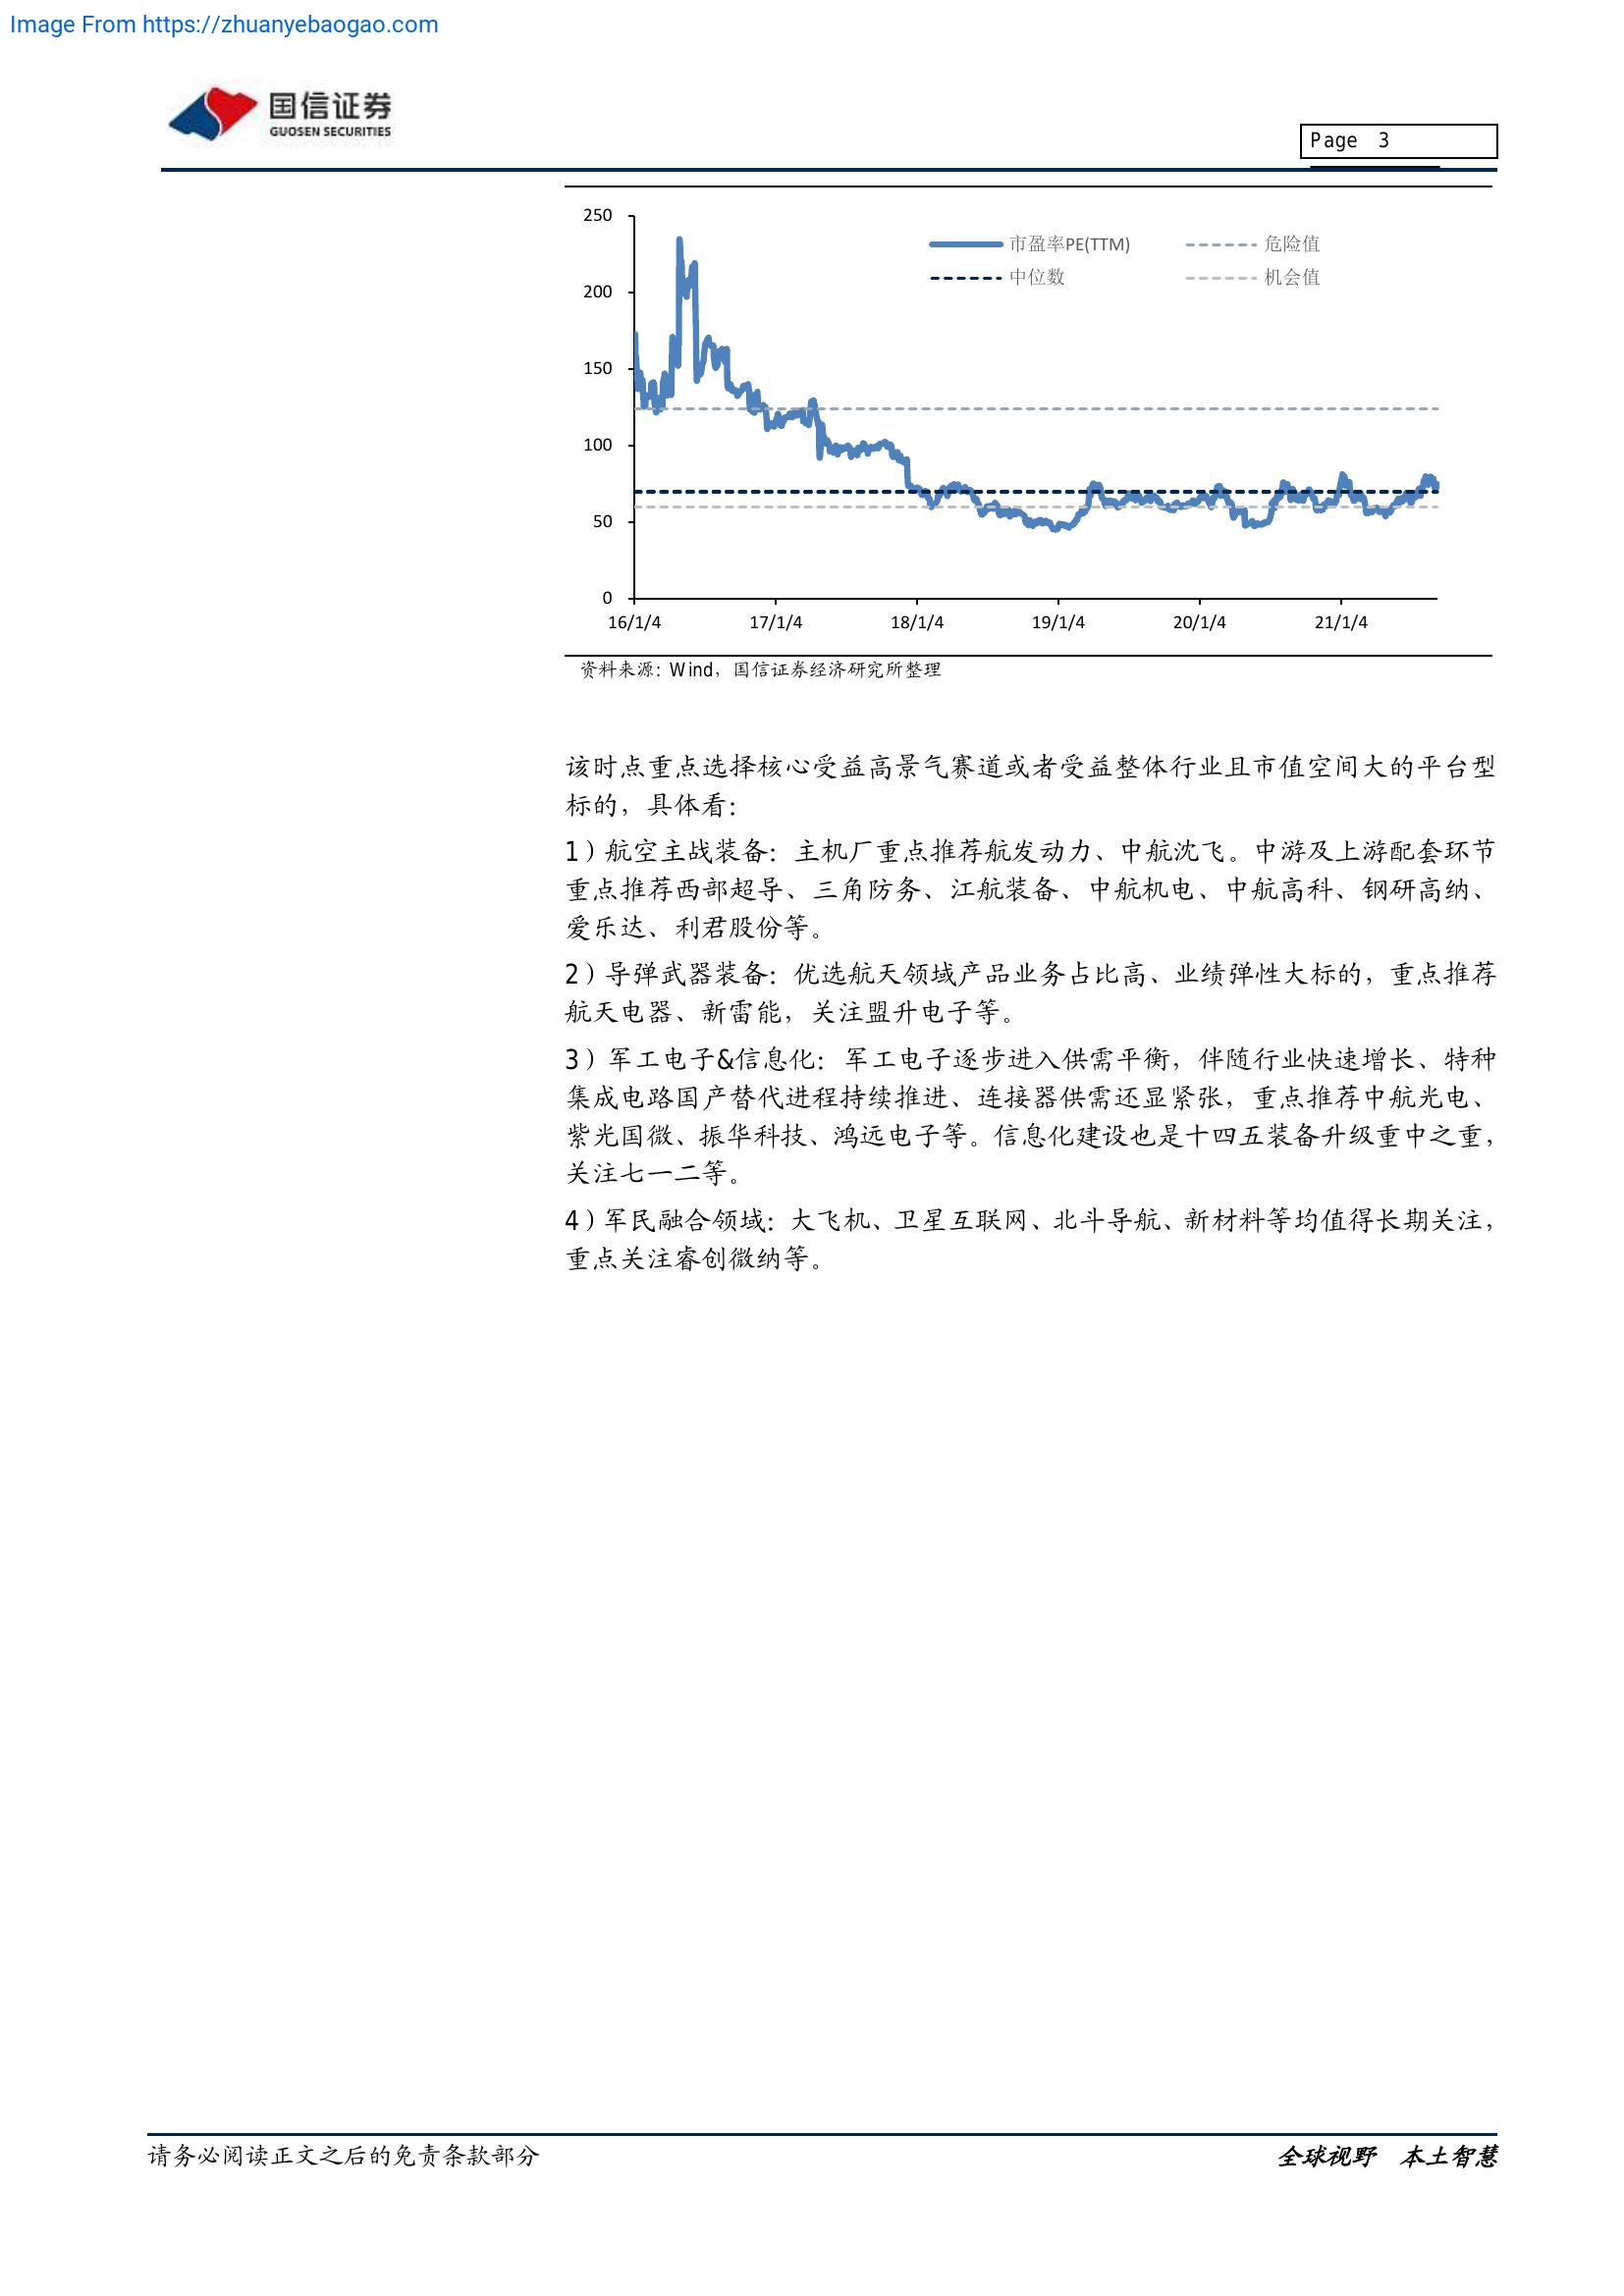 Image From https://zhuanyebaogao.com
国信证券
GUOSEN SECURITIES
Page 3
250
200
150
100
50
0
市盈率PE(TTM)
危险值
中位数
机会值
16/1/4
17/1/4
18/1/4
19/1/4
20/1/4
21/1/4
资料来源：Wind，国信证券经济研究所整理
该时点重点选择核心受益高景气赛道或者受益整体行业且市值空间大的平台型
标的，具体看：
1）航空主战装备：主机厂重点推荐航发动力、中航沈飞。中游及上游配套环节
重点推荐西部超导、三角防务、江航装备、中航机电、中航高科、钢研高纳、
爱乐达、利君股份等。
2）导弹武器装备：优选航天领域产品业务占比高、业绩弹性大标的，重点推荐
航天电器、新雷能，关注盟升电子等。
3）军工电子&信息化：军工电子逐步进入供需平衡，伴随行业快速增长、特种
集成电路国产替代进程持续推进、连接器供需还显紧张，重点推荐中航光电、
紫光国微、振华科技、鸿远电子等。信息化建设也是十四五装备升级重中之重，
关注七一二等。
4）军民融合领域：大飞机、卫星互联网、北斗导航、新材料等均值得长期关注，
重点关注睿创微纳等。
请务必阅读正文之后的免责条款部分
全球视野 本土智慧